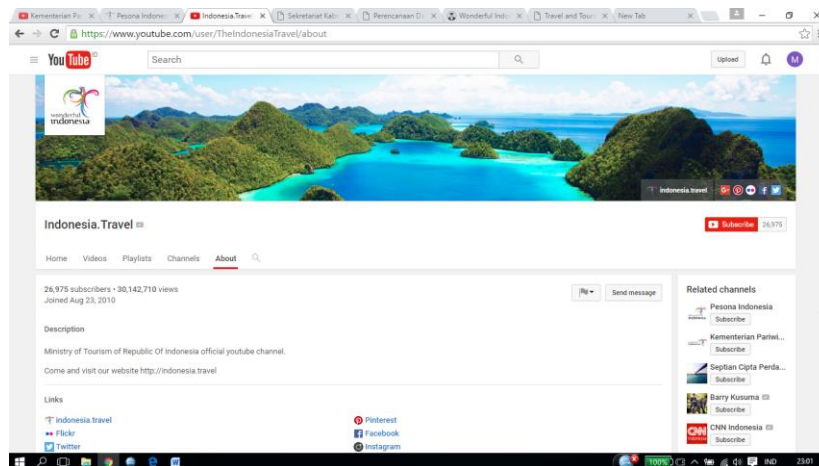 Kementerian Pa
Pesona Indones
Indonesia.Trave
Sekretariat Kab
Perencanaan Da
Wonderful Indo
Travel and Tour
New Tab
https://www.youtube.com/user/TheIndonesiaTravel/about
YouTube ID
Search
Upload
M
wonderful
indonesia
indonesia.travel
Indonesia.Travel
Subscribe 26,975
Home Videos Playlists Channels About
26,975 subscribers • 30,142,710 views
Joined Aug 23, 2010
Send message
Description
Ministry of Tourism of Republic Of Indonesia official youtube channel.
Come and visit our website http://indonesia.travel
Links
indonesia.travel
Pinterest
Flickr
Facebook
Twitter
Instagram
Related channels
Pesona Indonesia
Subscribe
Kementerian Pariwi...
Subscribe
Septian Cipta Perda...
Subscribe
Barry Kusuma
Subscribe
CNN Indonesia
Subscribe
100%
IND
23:01